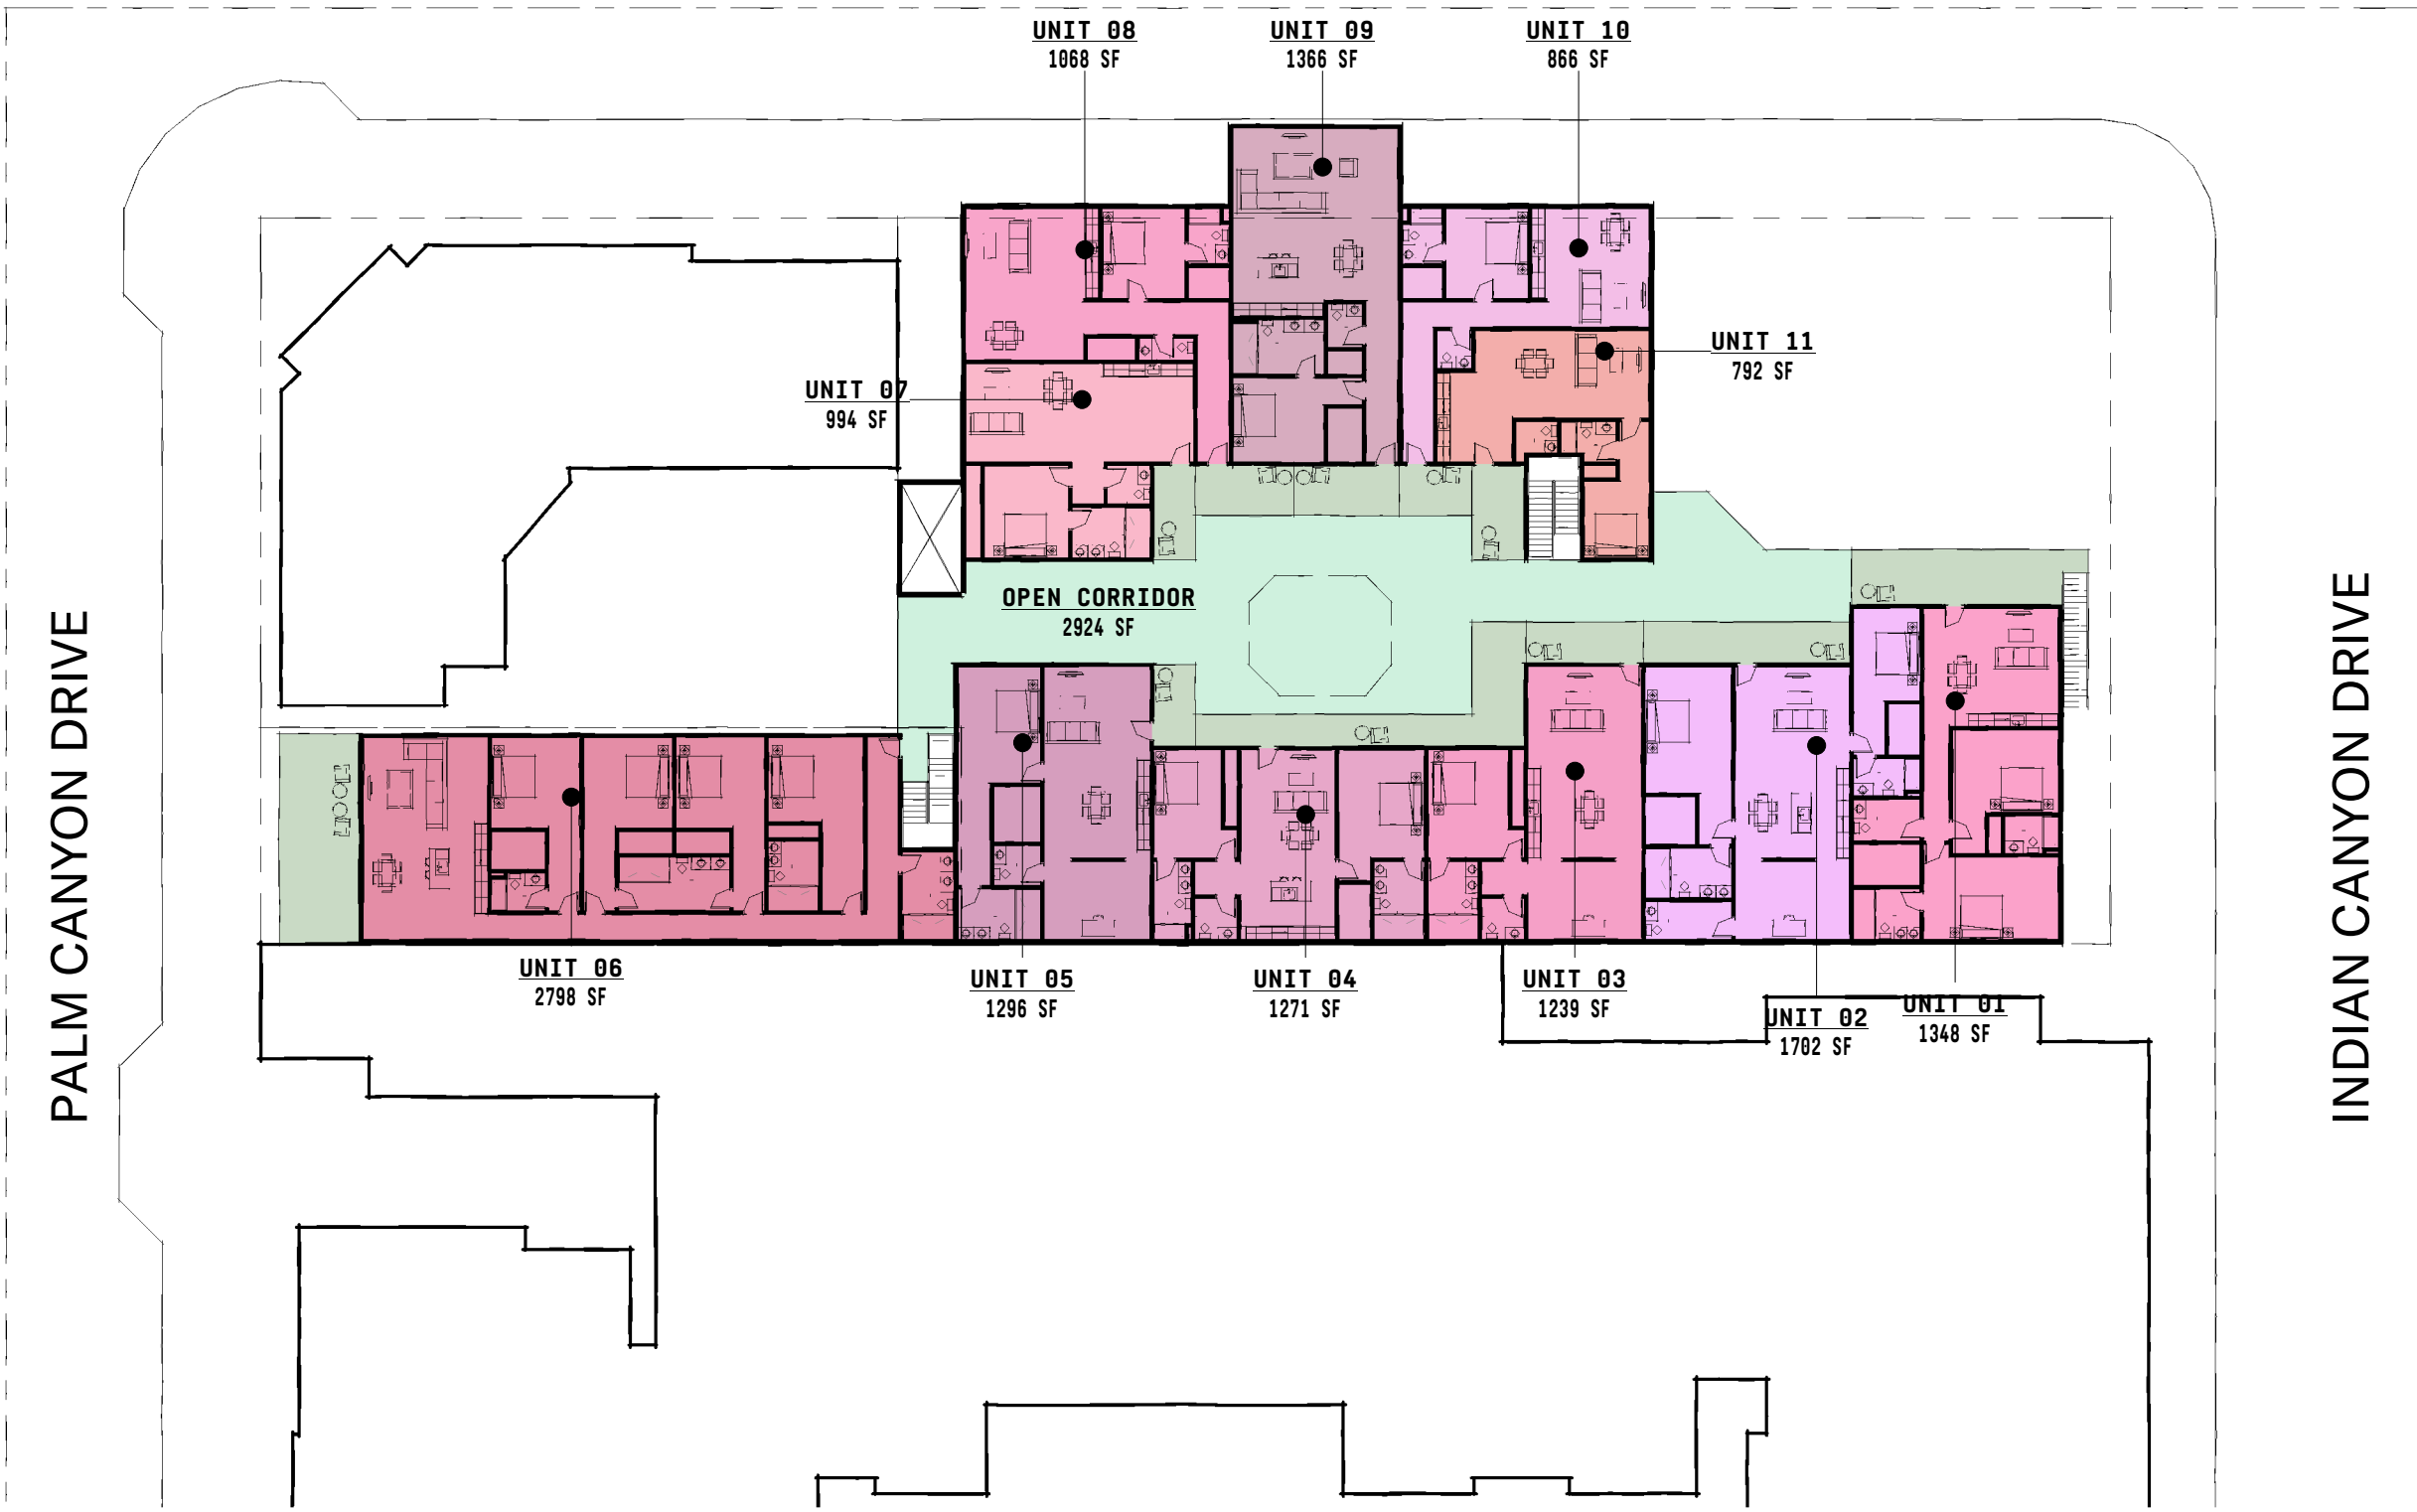 UNIT 08
1068 SF
UNIT 09
1366 SF
UNIT 10
866 SF
UNIT 11
792 SF
UNIT 07
994 SF
OPEN CORRIDOR
2924 SF
PALM CANYON DRIVE
INDIAN CANYON DRIVE
UNIT 06
2798 SF
UNIT 05
1296 SF
UNIT 04
1271 SF
UNIT 03
1239 SF
UNIT 02
1702 SF
UNIT 01
1348 SF